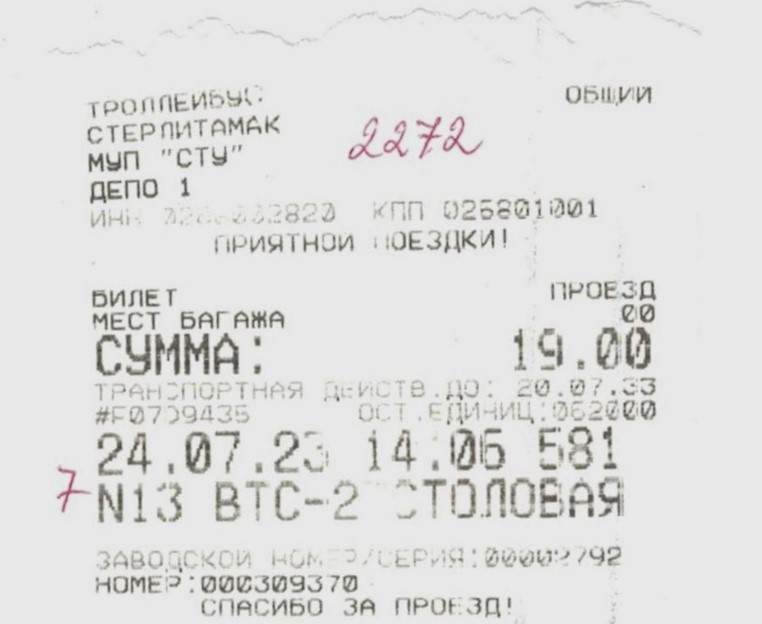 ТРОЛЛЕЙБУС ОБЩИЙ
СТЕРЛИТАМАК 2272
МУП "СТУ"
ДЕПО 1
ИНН КПП 026801001
ПРИЯТНОЙ ПОЕЗДКИ!
БИЛЕТ ПРОЕЗД
МЕСТ БАГАЖА 00
СУММА: 19.00
ТРАНСПОРТНАЯ ДЕЙСТВ.ДО: 20.07.33
ОСТ.ЕДИНИЦ:062000
24.07.23 14:06 581
7 N13 ВТС-2 СТОЛОВАЯ
ЗАВОДСКОЙ НОМЕР/СЕРИЯ:
НОМЕР:000309370
СПАСИБО ЗА ПРОЕЗД!